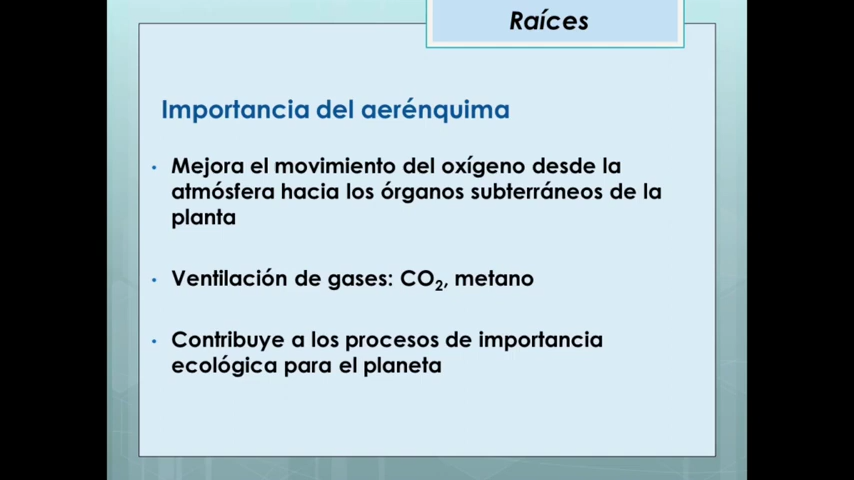 Raíces
Importancia del aerénquima
• Mejora el movimiento del oxígeno desde la
atmósfera hacia los órganos subterráneos de la
planta
• Ventilación de gases: CO₂, metano
• Contribuye a los procesos de importancia
ecológica para el planeta